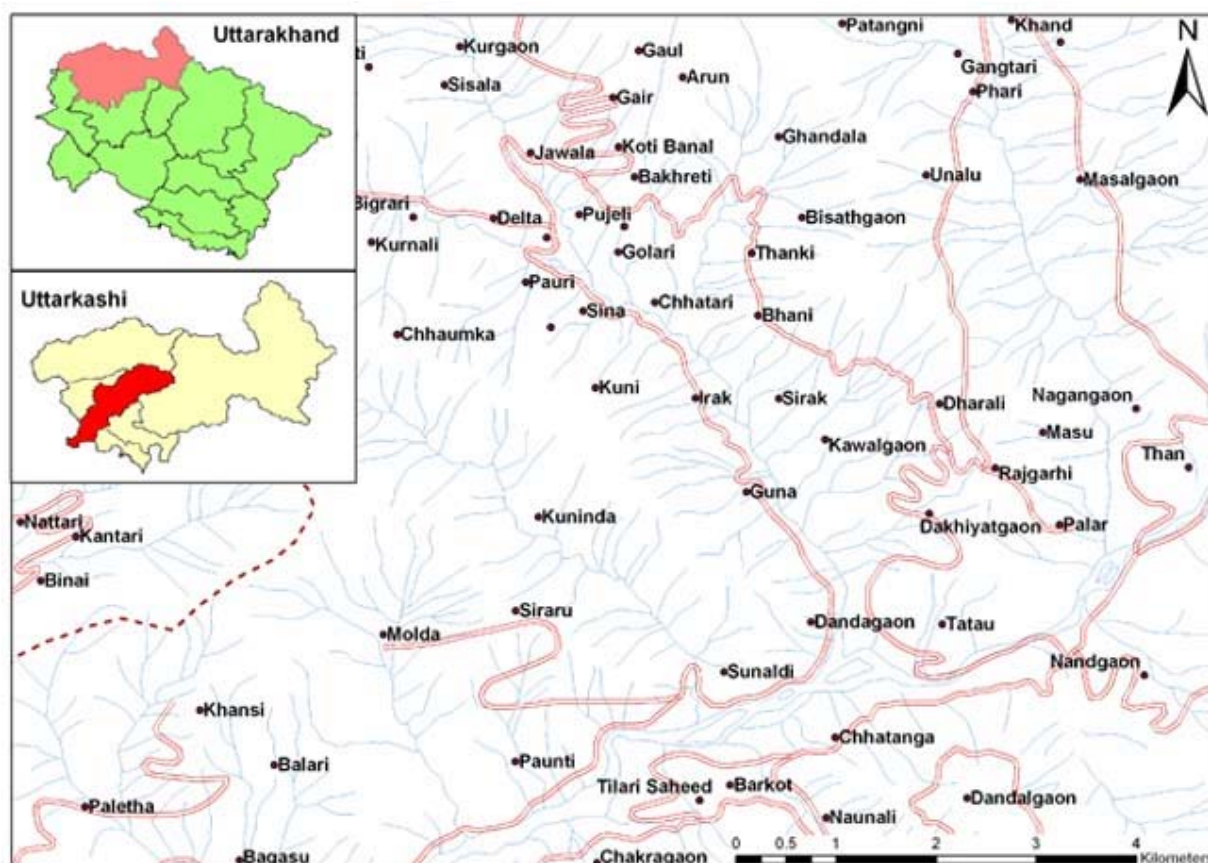 Uttarakhand
Uttarkashi
N
Patangni
Khand
Kurgaon
Gaul
Gangtari
ti
Sisala
Arun
Gair
Phari
Ghandala
Jawala
Koti Banal
Bakhreti
Unalu
Masalgaon
Bigrari
Delta
Pujeli
Bisathgaon
Kurnali
Golari
Thanki
Pauri
Sina
Chhatari
Bhani
Chhaumka
Kuni
Irak
Sirak
Dharali
Nagangaon
Kawalgaon
Masu
Than
Rajgarhi
Guna
Nattari
Kantari
Kuninda
Dakhiyatgaon
Palar
Binai
Siraru
Molda
Dandagaon
Tatau
Sunaldi
Nandgaon
Khansi
Chhatanga
Balari
Paunti
Tilari Saheed
Barkot
Paletha
Dandalgaon
Naunali
Bagasu
Chakragaon
0 0.5 1 2 3 4
Kilometers